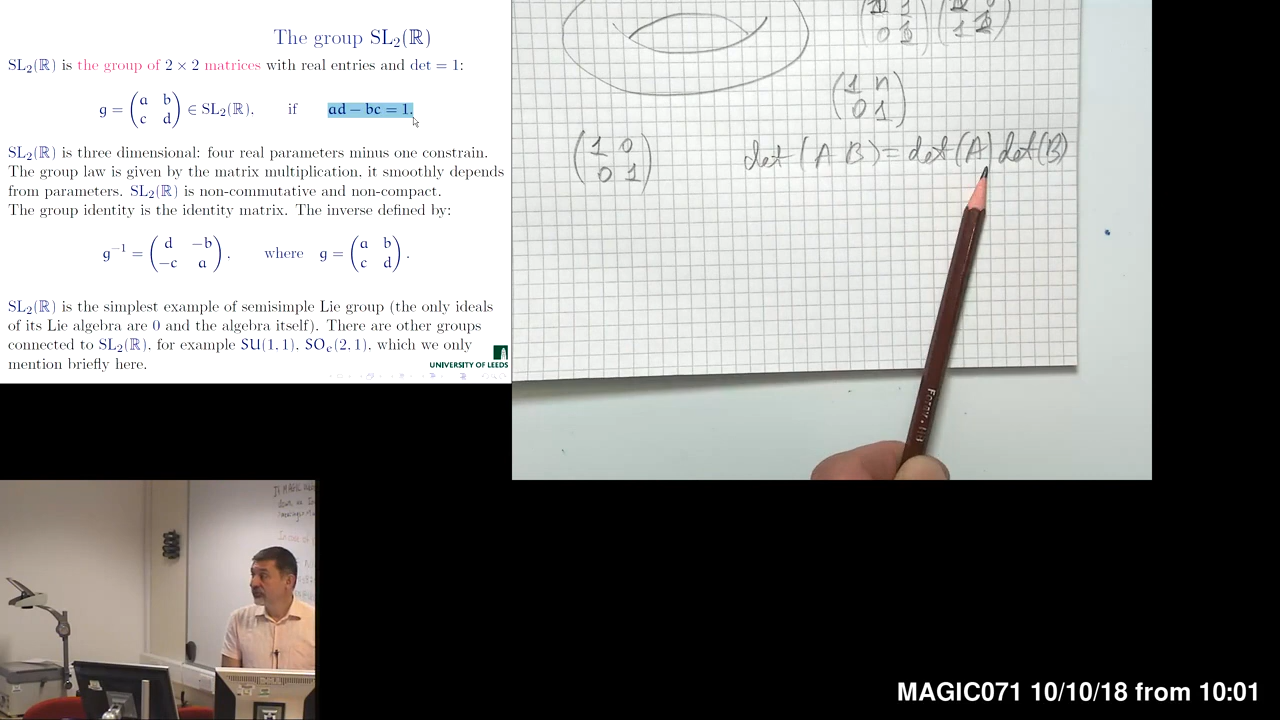 The group SL₂(ℝ)
SL₂(ℝ) is the group of 2 × 2 matrices with real entries and det = 1:
g = (a b
c d) ∈ SL₂(ℝ). if ad − bc = 1.
SL₂(ℝ) is three dimensional: four real parameters minus one constrain.
The group law is given by the matrix multiplication, it smoothly depends
from parameters. SL₂(ℝ) is non-commutative and non-compact.
The group identity is the identity matrix. The inverse defined by:
g⁻¹ = (d −b
−c a). where g = (a b
c d).
SL₂(ℝ) is the simplest example of semisimple Lie group (the only ideals
of its Lie algebra are 0 and the algebra itself). There are other groups
connected to SL₂(ℝ), for example SU(1, 1), SOₑ(2, 1), which we only
mention briefly here.
UNIVERSITY OF LEEDS
(1 n
0 1)
(1 0
0 1)
det (A B) = det (A) det (B)
MAGIC071 10/10/18 from 10:01